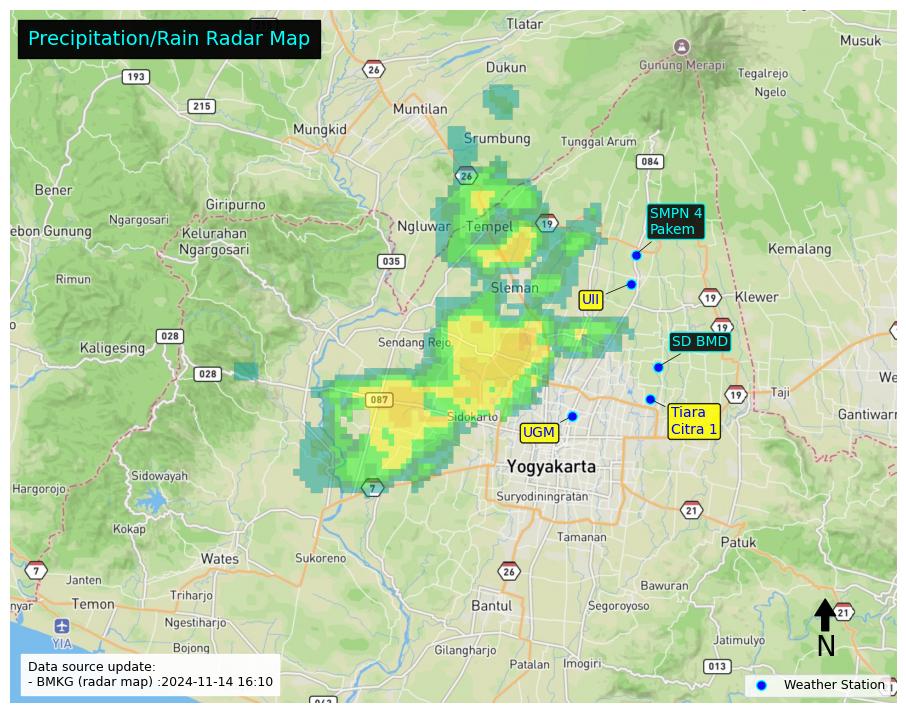 Precipitation/Rain Radar Map
Tlatar
Musuk
26
Gunung Merapi
193
Dukun
Tegalrejo
Ngelo
215
Muntilan
Mungkid
Srumbung
Tunggal Arum
084
26
Bener
Giripurno
SMPN 4
Pakem
Ngargosari
ebon Gunung
Kelurahan
Ngargosari
Ngluwar
Tempel
19
Kemalang
035
Rimun
Sleman
UII
19
Klewer
19
028
Sendang Rejo
SD BMD
Kaligesing
028
We
087
19
Taji
Tiara
Citra 1
Sidokarto
Gantiwarn
UGM
Yogyakarta
Sidowayah
Hargorojo
7
Suryodiningratan
21
Kokap
Tamanan
Patuk
Wates
Sukoreno
7
Janten
26
Bawuran
Triharjo
nyar
Temon
Bantul
Segoroyoso
21
Ngestiharjo
YIA
Jatimulyo
N
Bojong
Gilangharjo
Patalan
Imogiri
013
Data source update:
- BMKG (radar map) :2024-11-14 16:10
Weather Station